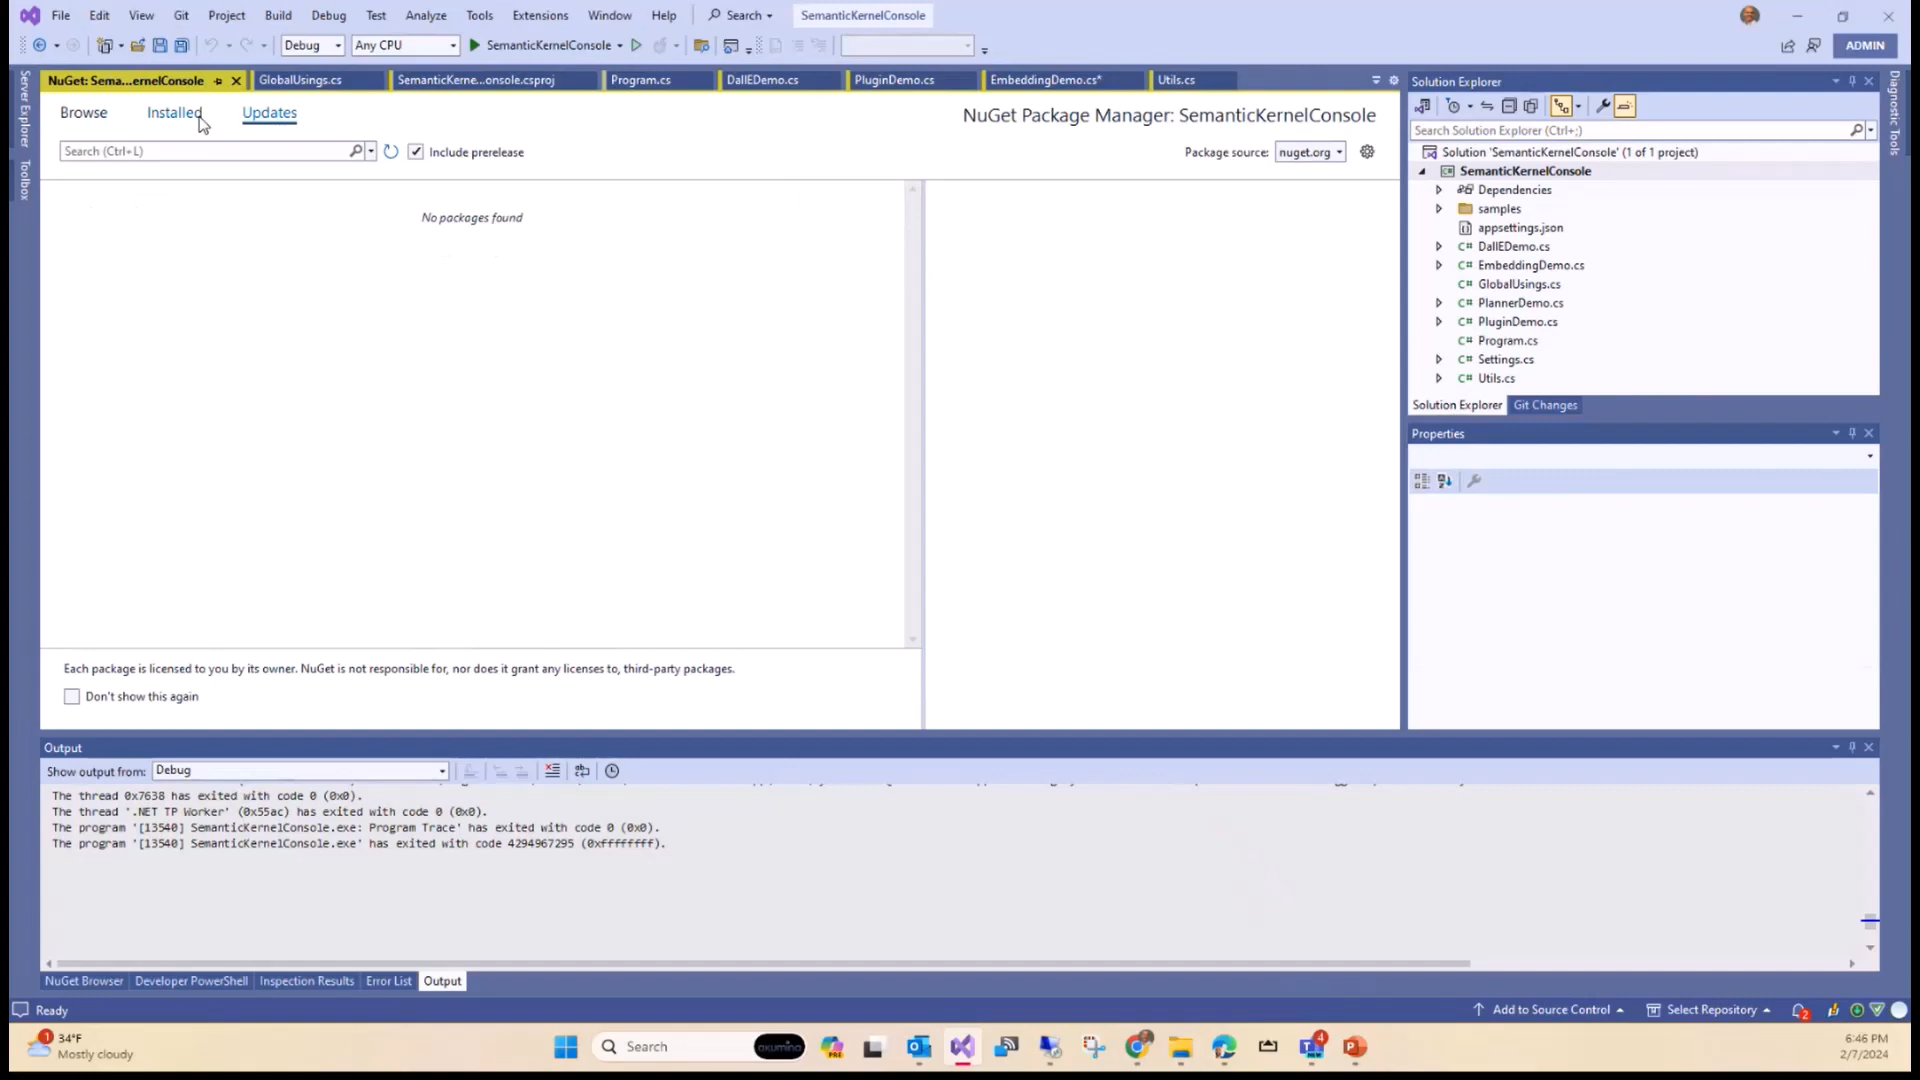 File Edit View Git Project Build Debug Test Analyze Tools Extensions Window Help Search SemanticKernelConsole
Debug Any CPU SemanticKernelConsole ADMIN
NuGet: Sema...ernelConsole GlobalUsings.cs SemanticKerne...onsole.csproj Program.cs DallEDemo.cs PluginDemo.cs EmbeddingDemo.cs* Utils.cs
Server Explorer
Toolbox
Browse Installed Updates
NuGet Package Manager: SemanticKernelConsole
Search (Ctrl+L) Include prerelease Package source: nuget.org
No packages found
Each package is licensed to you by its owner. NuGet is not responsible for, nor does it grant any licenses to, third-party packages.
Don't show this again
Solution Explorer
Search Solution Explorer (Ctrl+;)
Solution 'SemanticKernelConsole' (1 of 1 project)
SemanticKernelConsole
Dependencies
samples
appsettings.json
C# DallEDemo.cs
C# EmbeddingDemo.cs
C# GlobalUsings.cs
C# PlannerDemo.cs
C# PluginDemo.cs
C# Program.cs
C# Settings.cs
C# Utils.cs
Solution Explorer Git Changes
Properties
Diagnostic Tools
Output
Show output from: Debug
The thread 0x7638 has exited with code 0 (0x0).
The thread '.NET TP Worker' (0x55ac) has exited with code 0 (0x0).
The program '[13540] SemanticKernelConsole.exe: Program Trace' has exited with code 0 (0x0).
The program '[13540] SemanticKernelConsole.exe' has exited with code 4294967295 (0xffffffff).
NuGet Browser Developer PowerShell Inspection Results Error List Output
Ready Add to Source Control Select Repository 2
1 34°F
Mostly cloudy
Search akumina PRE 4
6:46 PM
2/7/2024